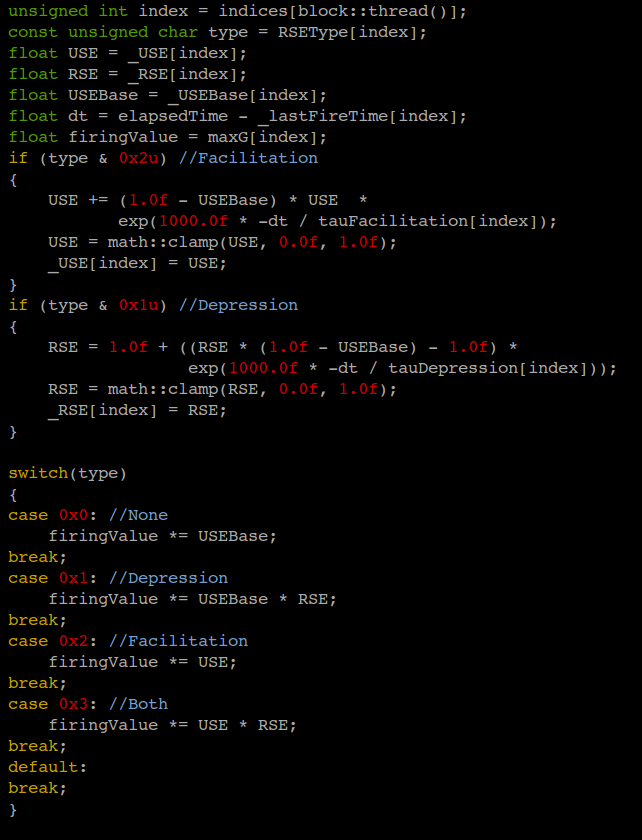 unsigned int index = indices[block::thread()];
const unsigned char type = RSEType[index];
float USE = _USE[index];
float RSE = _RSE[index];
float USEBase = _USEBase[index];
float dt = elapsedTime - _lastFireTime[index];
float firingValue = maxG[index];
if (type & 0x2u) //Facilitation
{
    USE += (1.0f - USEBase) * USE  *
           exp(1000.0f * -dt / tauFacilitation[index]);
    USE = math::clamp(USE, 0.0f, 1.0f);
    _USE[index] = USE;
}
if (type & 0x1u) //Depression
{
    RSE = 1.0f + ((RSE * (1.0f - USEBase) - 1.0f) *
                  exp(1000.0f * -dt / tauDepression[index]));
    RSE = math::clamp(RSE, 0.0f, 1.0f);
    _RSE[index] = RSE;
}

switch(type)
{
case 0x0: //None
    firingValue *= USEBase;
break;
case 0x1: //Depression
    firingValue *= USEBase * RSE;
break;
case 0x2: //Facilitation
    firingValue *= USE;
break;
case 0x3: //Both
    firingValue *= USE * RSE;
break;
default:
break;
}